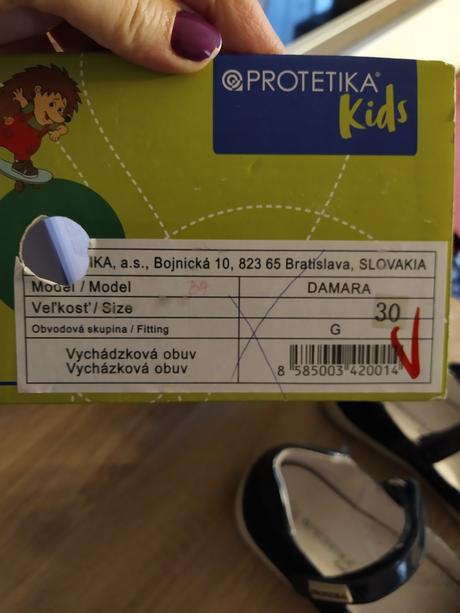 PROTETIKA
Kids
IKA, a.s., Bojnická 10, 823 65 Bratislava, SLOVAKIA
Model / Model DAMARA
Veľkosť / Size 30
Obvodová skupina / Fitting G
Vychádzková obuv
Vycházková obuv
8 585003 420014